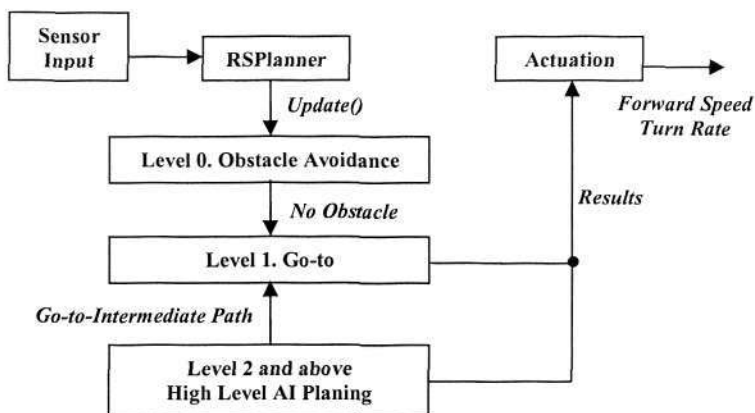 Sensor
Input
RSPlanner
Actuation
Update()
Forward Speed
Turn Rate
Level 0. Obstacle Avoidance
No Obstacle
Results
Level 1. Go-to
Go-to-Intermediate Path
Level 2 and above
High Level AI Planing